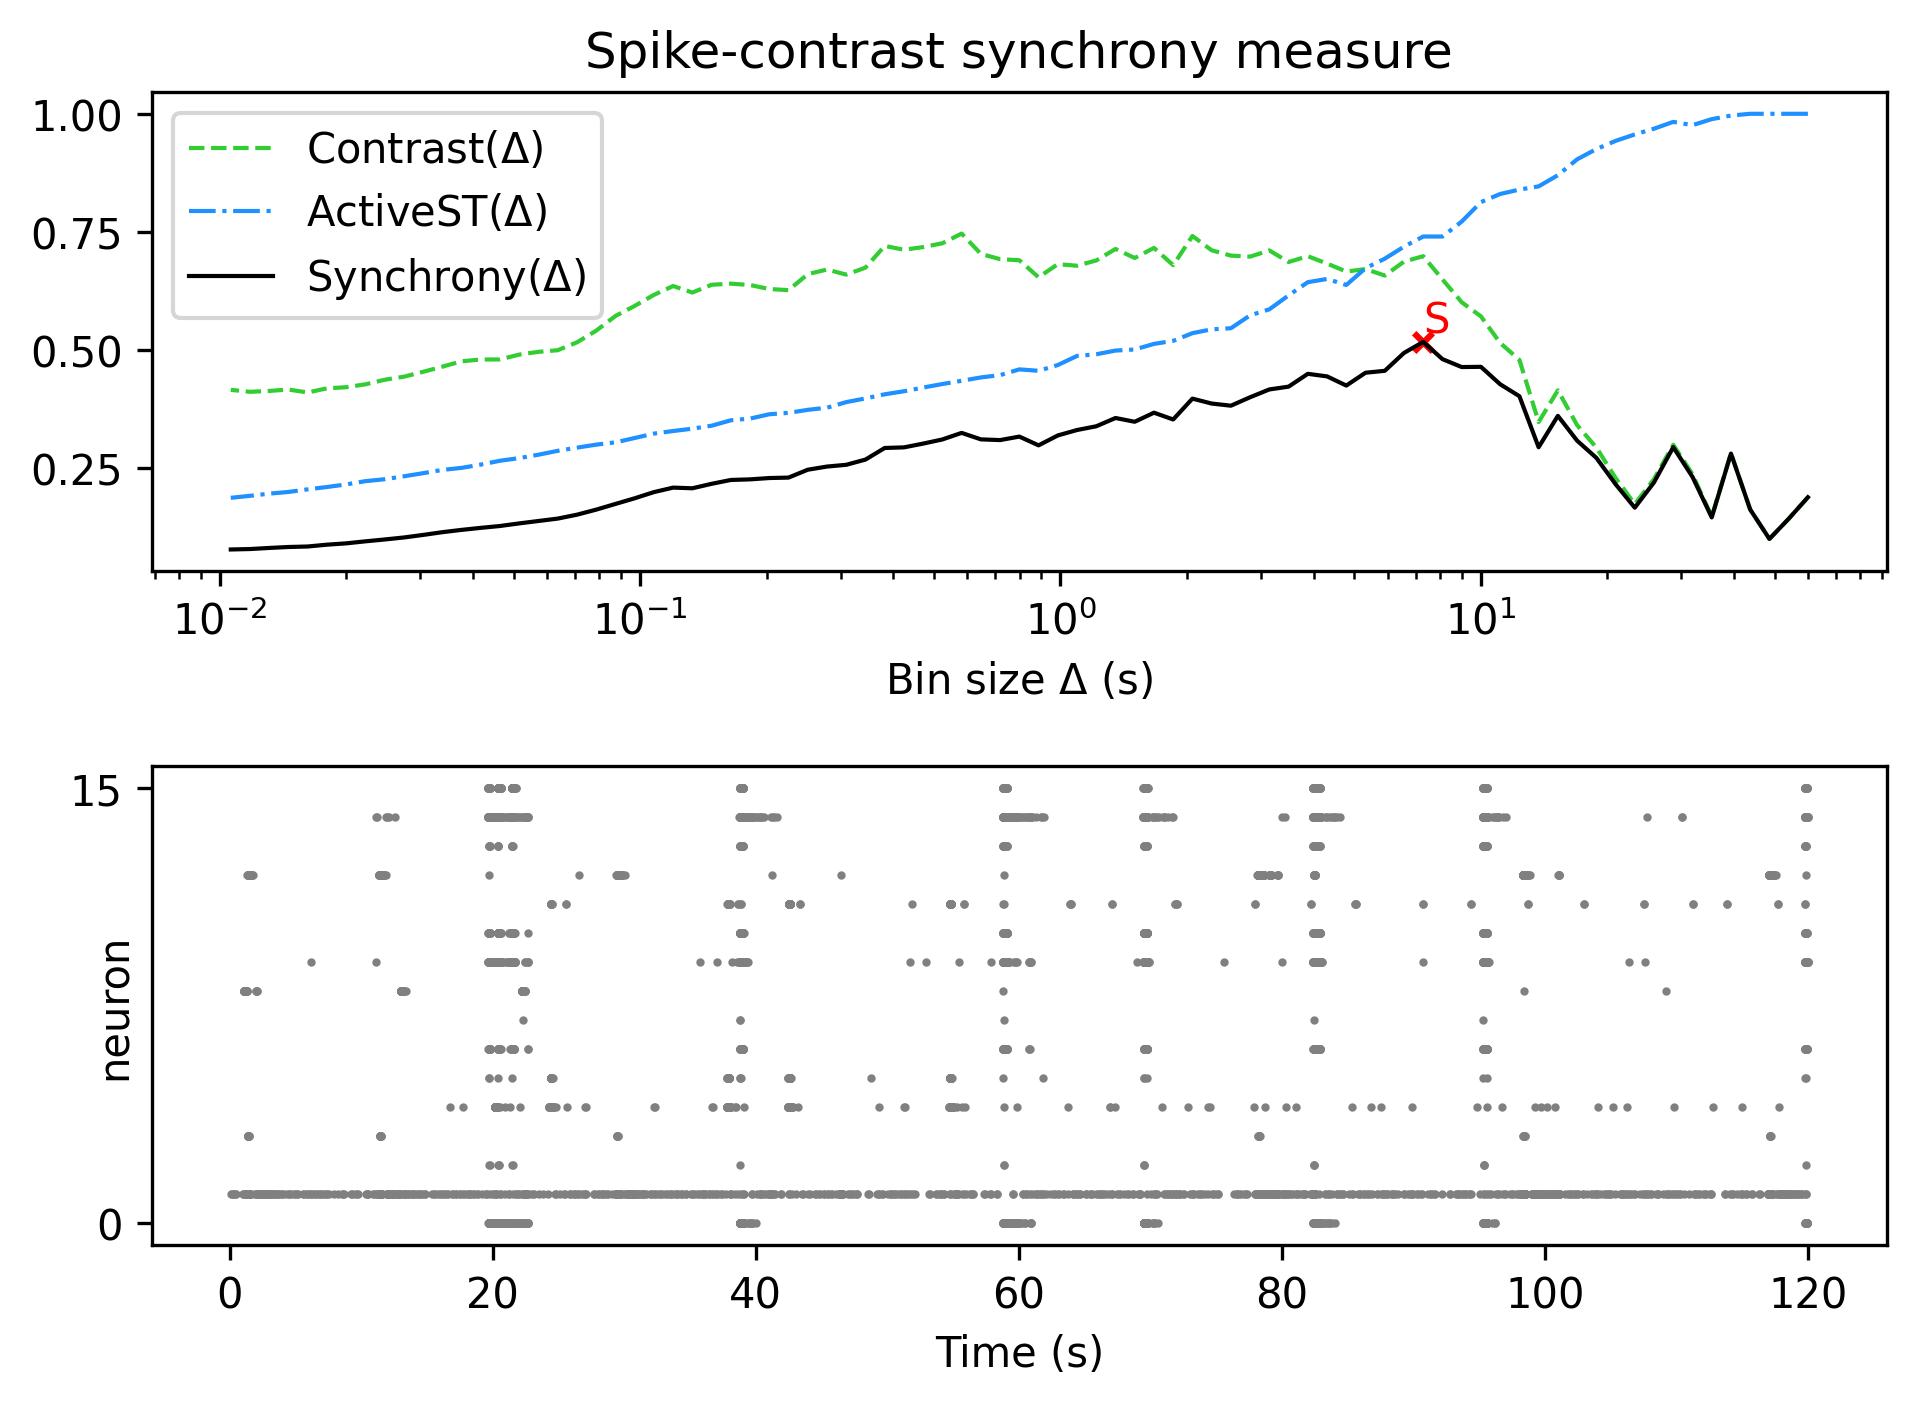 Spike-contrast synchrony measure
1.00
0.75
0.50
0.25
Contrast(Δ)
ActiveST(Δ)
Synchrony(Δ)
S
10⁻² 10⁻¹ 10⁰ 10¹
Bin size Δ (s)
15
0
neuron
0 20 40 60 80 100 120
Time (s)